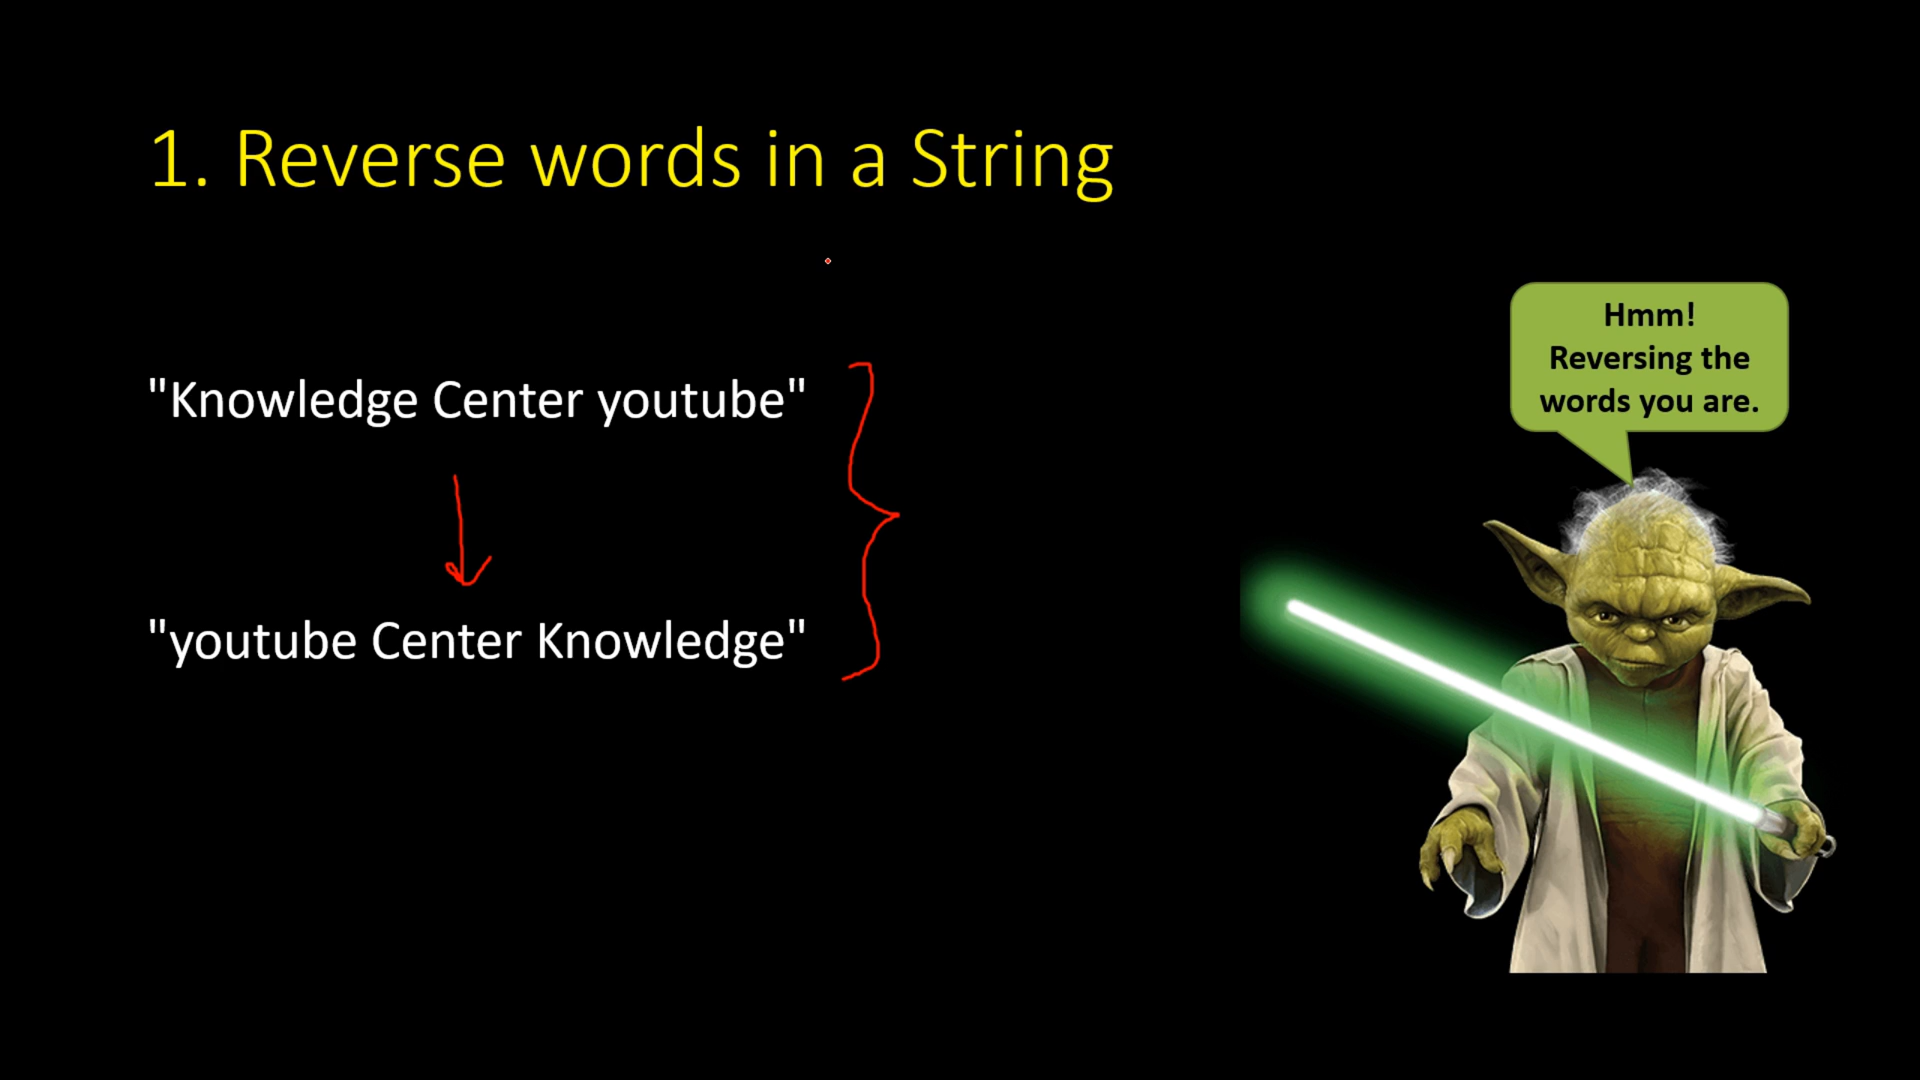 1. Reverse words in a String
"Knowledge Center youtube"
"youtube Center Knowledge"
Hmm!
Reversing the
words you are.